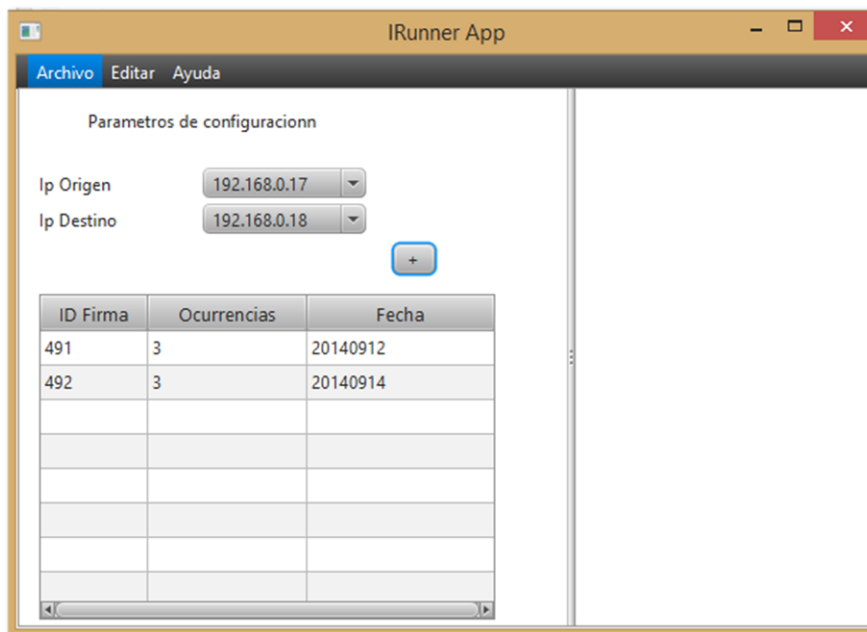 IRunner App
Archivo Editar Ayuda
Parametros de configuracionn
Ip Origen 192.168.0.17
Ip Destino 192.168.0.18
+
ID Firma Ocurrencias Fecha
491 3 20140912
492 3 20140914